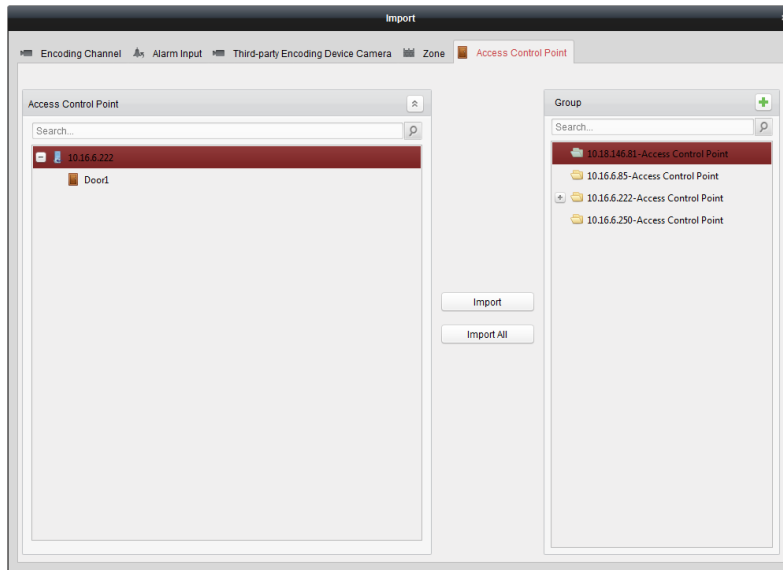 Import
Encoding Channel Alarm Input Third-party Encoding Device Camera Zone Access Control Point
Access Control Point
Search...
10.16.6.222
Door1
Import
Import All
Group
Search...
10.18.146.81-Access Control Point
10.16.6.85-Access Control Point
10.16.6.222-Access Control Point
10.16.6.250-Access Control Point